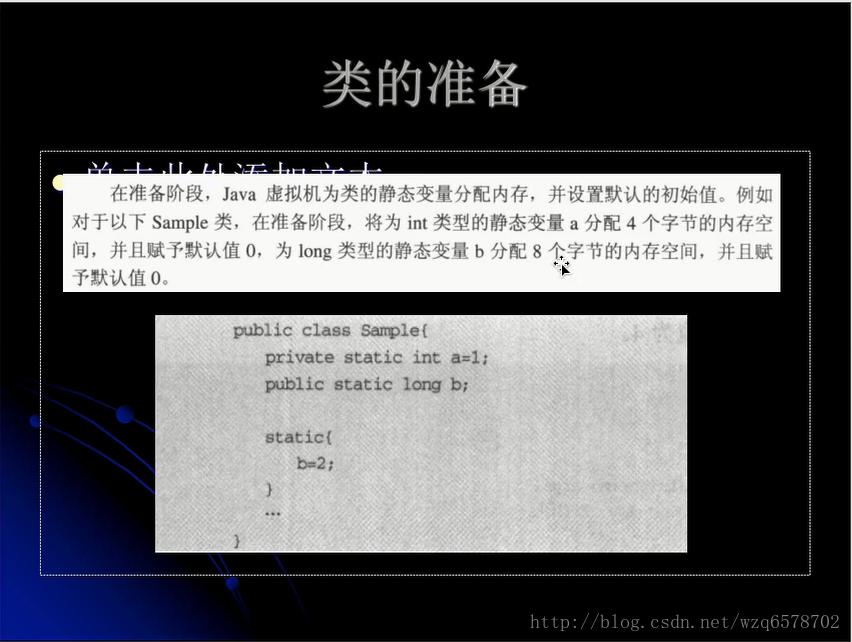 类的准备
单击此处添加文本
在准备阶段，Java 虚拟机为类的静态变量分配内存，并设置默认的初始值。例如
对于以下 Sample 类，在准备阶段，将为 int 类型的静态变量 a 分配 4 个字节的内存空
间，并且赋予默认值 0，为 long 类型的静态变量 b 分配 8 个字节的内存空间，并且赋
予默认值 0。
public class Sample{
private static int a=1;
public static long b;
static{
b=2;
}
…
}
http://blog.csdn.net/wzq6578702